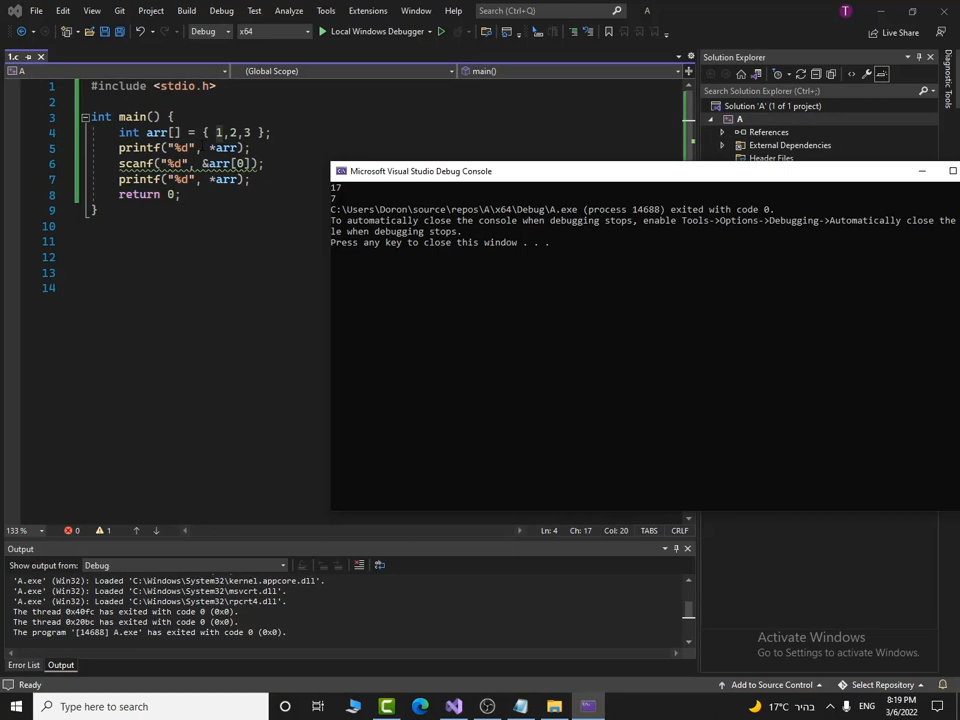 File Edit View Git Project Build Debug Test Analyze Tools Extensions Window Help Search (Ctrl+Q) A T
Debug x64 Local Windows Debugger Live Share
1.c
A (Global Scope) main()
1 #include <stdio.h>
2
3 int main() {
4 int arr[] = { 1,2,3 };
5 printf("%d", *arr);
6 scanf("%d", &arr[0]);
7 printf("%d", *arr);
8 return 0;
9 }
10
11
12
13
14
Solution Explorer
Search Solution Explorer (Ctrl+;)
Solution 'A' (1 of 1 project)
A
References
External Dependencies
Header Files
Diagnostic Tools
Microsoft Visual Studio Debug Console
17
7
C:\Users\Doron\source\repos\A\x64\Debug\A.exe (process 14688) exited with code 0.
To automatically close the console when debugging stops, enable Tools->Options->Debugging->Automatically close the
le when debugging stops.
Press any key to close this window . . .
133 % 0 1 Ln: 4 Ch: 17 Col: 20 TABS CRLF
Output
Show output from: Debug
'A.exe' (Win32): Loaded 'C:\Windows\System32\kernel.appcore.dll'.
'A.exe' (Win32): Loaded 'C:\Windows\System32\msvcrt.dll'.
'A.exe' (Win32): Loaded 'C:\Windows\System32\rpcrt4.dll'.
The thread 0x40fc has exited with code 0 (0x0).
The thread 0x20bc has exited with code 0 (0x0).
The program '[14688] A.exe' has exited with code 0 (0x0).
Activate Windows
Go to Settings to activate Windows.
Error List Output
Ready Add to Source Control Select Repository
Type here to search 17°C בהיר ENG 8:19 PM
3/6/2022